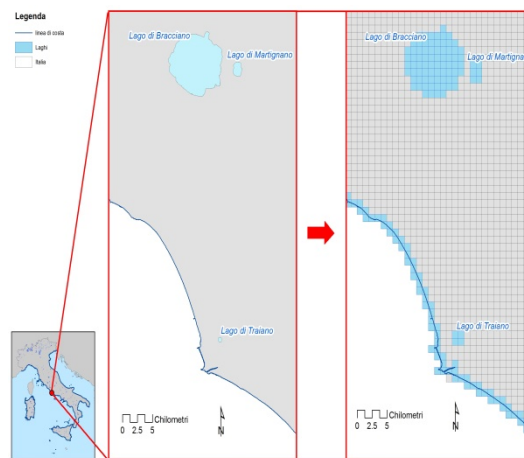 Legenda
linea di costa
Laghi
Italia
Lago di Bracciano
Lago di Martignano
Lago di Traiano
Chilometri
0 2.5 5
N
Lago di Bracciano
Lago di Martigna
Lago di Traiano
Chilometri
0 2.5 5
N